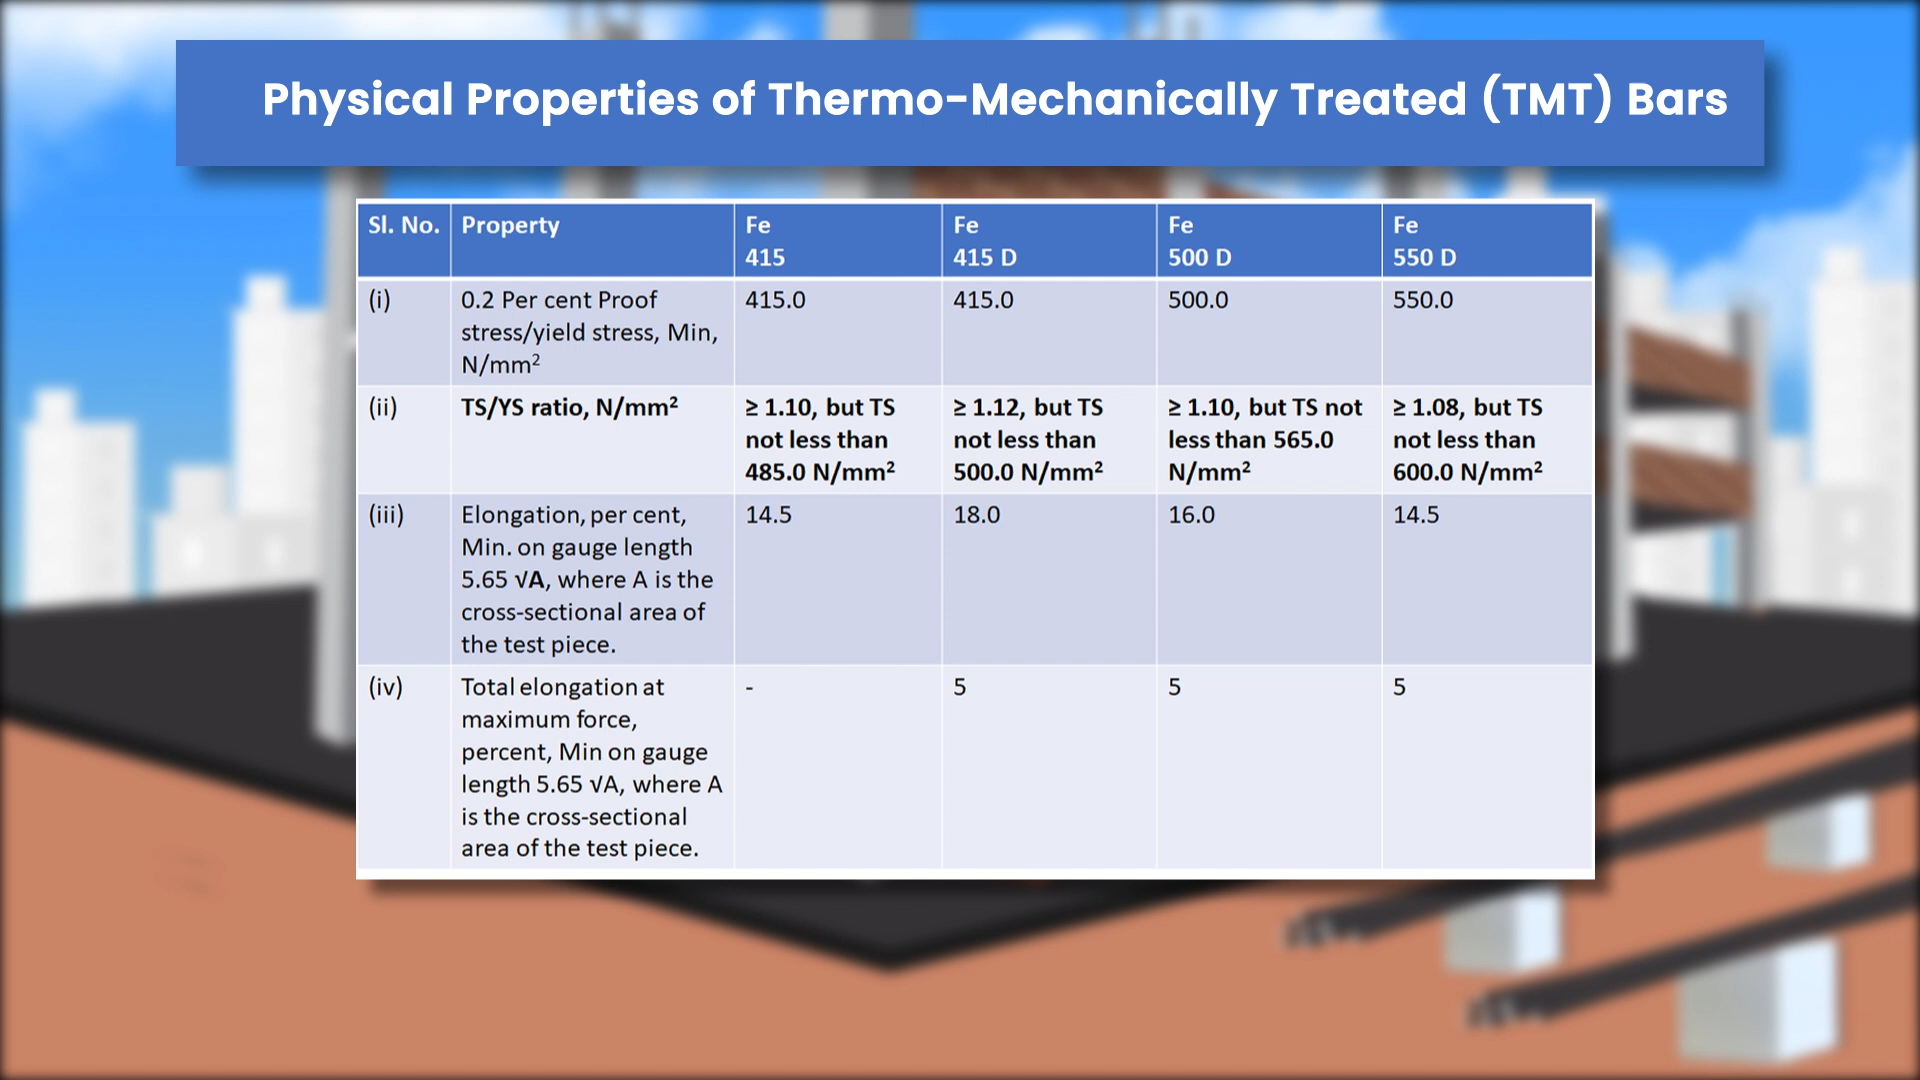 Physical Properties of Thermo-Mechanically Treated (TMT) Bars
Sl. No.
Property
Fe
415
Fe
415 D
Fe
500 D
Fe
550 D
(i)
0.2 Per cent Proof
stress/yield stress, Min,
N/mm²
415.0
415.0
500.0
550.0
(ii)
TS/YS ratio, N/mm²
≥ 1.10, but TS
not less than
485.0 N/mm²
≥ 1.12, but TS
not less than
500.0 N/mm²
≥ 1.10, but TS not
less than 565.0
N/mm²
≥ 1.08, but TS
not less than
600.0 N/mm²
(iii)
Elongation, per cent,
Min. on gauge length
5.65 √A, where A is the
cross-sectional area of
the test piece.
14.5
18.0
16.0
14.5
(iv)
Total elongation at
maximum force,
percent, Min on gauge
length 5.65 √A, where A
is the cross-sectional
area of the test piece.
-
5
5
5